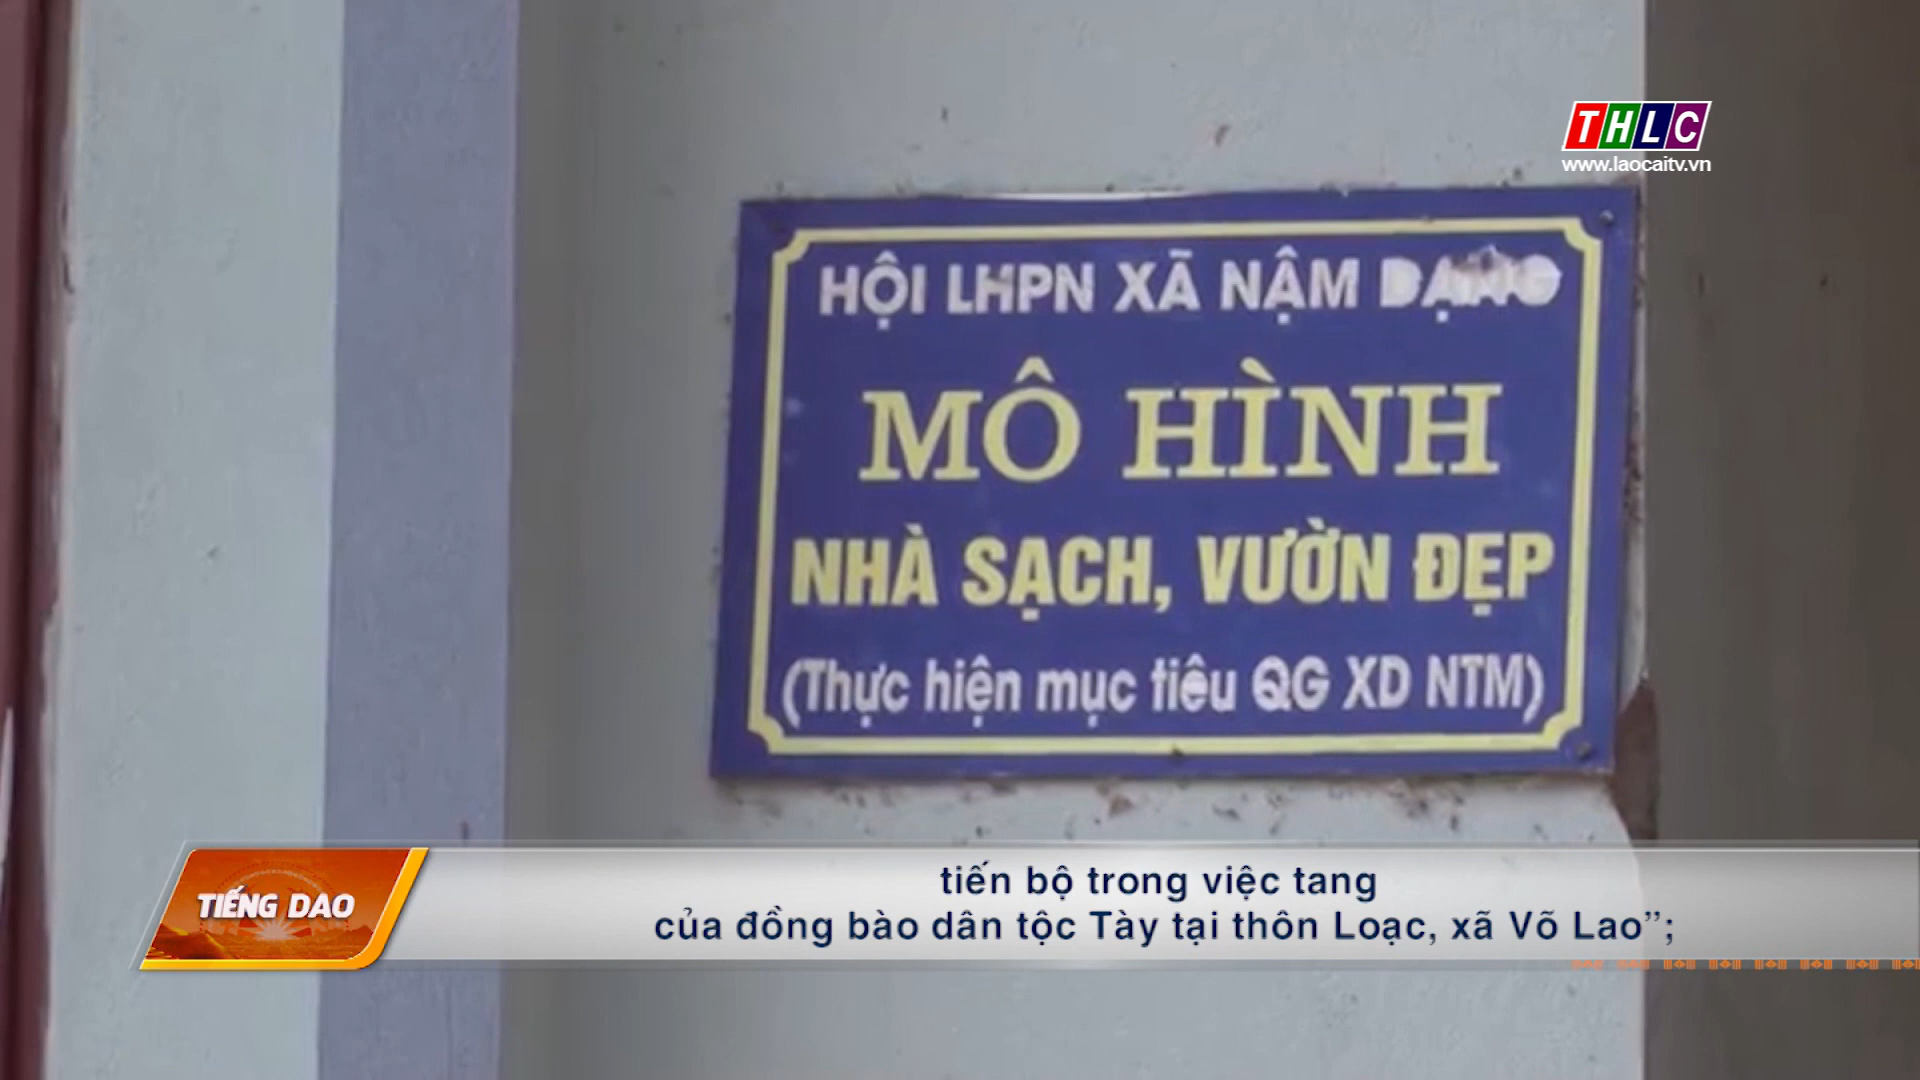 THLC
www.laocaitv.vn
HỘI LHPN XÃ NẬM DẠNG
MÔ HÌNH
NHÀ SẠCH, VƯỜN ĐẸP
(Thực hiện mục tiêu QG XD NTM)
TIẾNG DAO
tiến bộ trong việc tang
của đồng bào dân tộc Tày tại thôn Loạc, xã Võ Lao”;